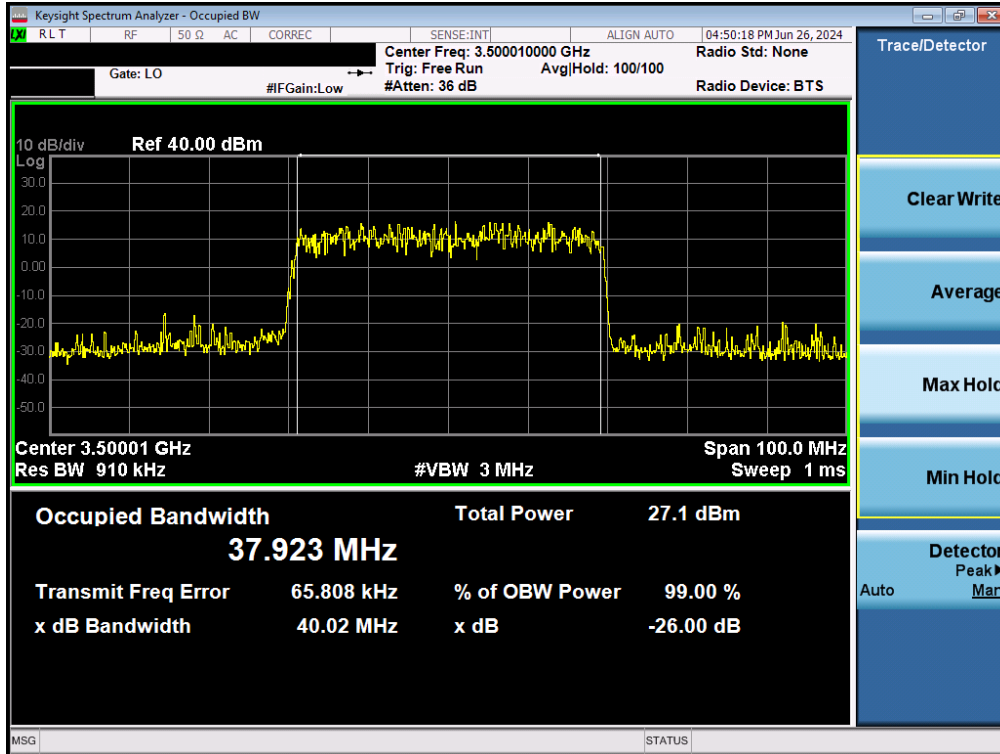 Keysight Spectrum Analyzer - Occupied BW
LXI RLT RF 50 Ω AC CORREC SENSE:INT ALIGN AUTO 04:50:18 PM Jun 26, 2024
Center Freq: 3.500010000 GHz Radio Std: None
Gate: LO Trig: Free Run Avg|Hold: 100/100
#IFGain:Low #Atten: 36 dB Radio Device: BTS
Trace/Detector
10 dB/div Ref 40.00 dBm
Log
30.0
20.0
10.0
0.00
-10.0
-20.0
-30.0
-40.0
-50.0
Center 3.50001 GHz Span 100.0 MHz
Res BW 910 kHz #VBW 3 MHz Sweep 1 ms
Occupied Bandwidth Total Power 27.1 dBm
37.923 MHz
Transmit Freq Error 65.808 kHz % of OBW Power 99.00 %
x dB Bandwidth 40.02 MHz x dB -26.00 dB
Clear Write
Average
Max Hold
Min Hold
Detector
Peak
Auto Man
MSG STATUS